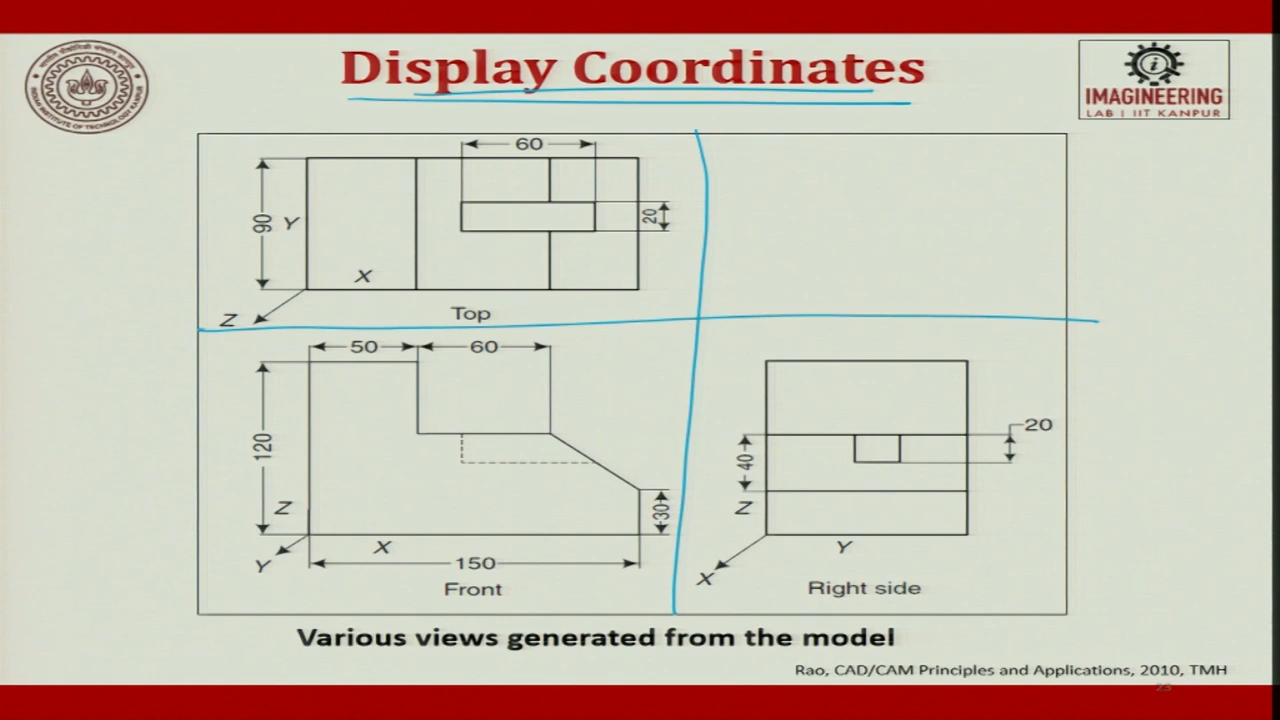 Display Coordinates
IMAGINEERING
LAB | IIT KANPUR
60
90
Y
20
X
Z
Top
50
60
120
Z
30
Y
X
150
Front
20
40
Z
Y
X
Right side
Various views generated from the model
Rao, CAD/CAM Principles and Applications, 2010, TMH